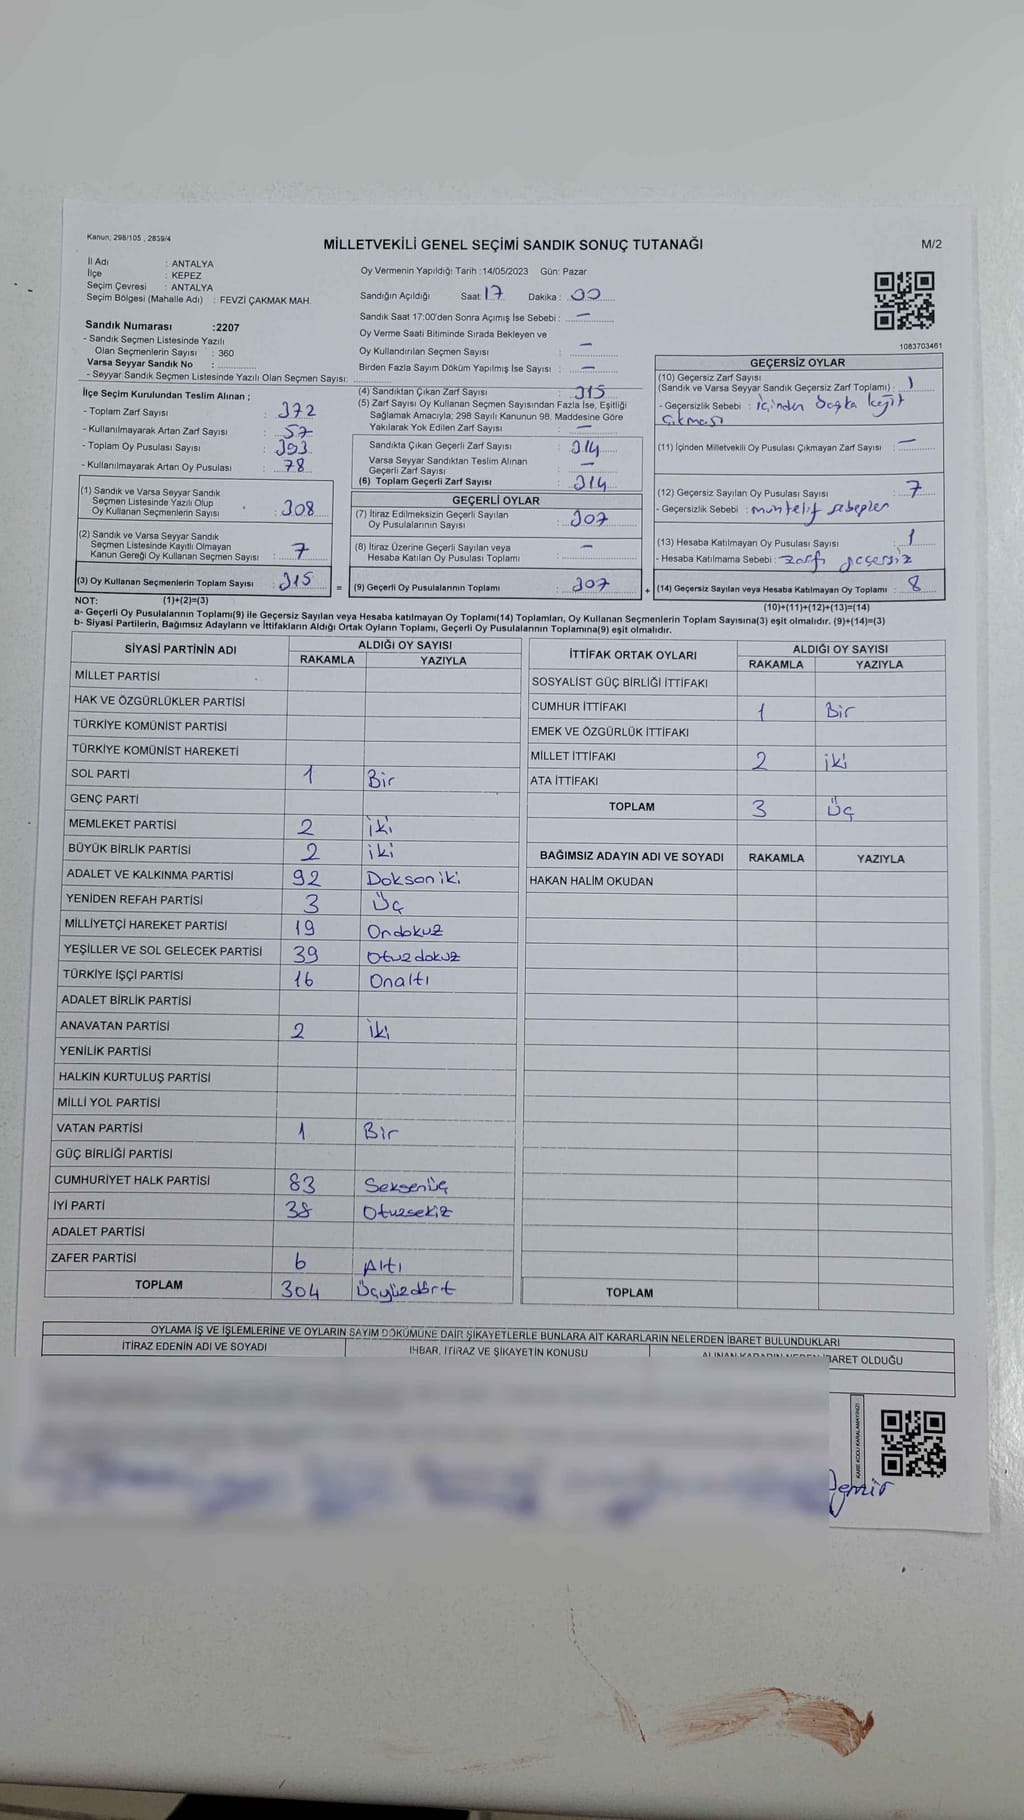 Kanun; 298/105 , 2839/4
MİLLETVEKİLİ GENEL SEÇİMİ SANDIK SONUÇ TUTANAĞI
M/2
İl Adı : ANTALYA
İlçe : KEPEZ
Seçim Çevresi : ANTALYA
Seçim Bölgesi (Mahalle Adı) : FEVZİ ÇAKMAK MAH.
Sandık Numarası :2207
- Sandık Seçmen Listesinde Yazılı
Olan Seçmenlerin Sayısı : 360
Varsa Seyyar Sandık No :
- Seyyar Sandık Seçmen Listesinde Yazılı Olan Seçmen Sayısı:
Oy Vermenin Yapıldığı Tarih :14/05/2023 Gün: Pazar
Sandığın Açıldığı Saat: 17 Dakika : 00
Sandık Saat 17:00'den Sonra Açımış İse Sebebi : —
Oy Verme Saati Bitiminde Sırada Bekleyen ve
Oy Kullandırılan Seçmen Sayısı : —
Birden Fazla Sayım Döküm Yapılmış İse Sayısı : —
1083703461
İlçe Seçim Kurulundan Teslim Alınan ;
- Toplam Zarf Sayısı : 372
- Kullanılmayarak Artan Zarf Sayısı : 57
- Toplam Oy Pusulası Sayısı : 393
- Kullanılmayarak Artan Oy Pusulası : 78
(1) Sandık ve Varsa Seyyar Sandık
Seçmen Listesinde Yazılı Olup
Oy Kullanan Seçmenlerin Sayısı : 308
(2) Sandık ve Varsa Seyyar Sandık
Seçmen Listesinde Kayıtlı Olmayan
Kanun Gereği Oy Kullanan Seçmen Sayısı : 7
(3) Oy Kullanan Seçmenlerin Toplam Sayısı : 315
(1)+(2)=(3)
(4) Sandıktan Çıkan Zarf Sayısı : 315
(5) Zarf Sayısı Oy Kullanan Seçmen Sayısından Fazla İse, Eşitliği
Sağlamak Amacıyla; 298 Sayılı Kanunun 98. Maddesine Göre
Yakılarak Yok Edilen Zarf Sayısı : —
Sandıkta Çıkan Geçerli Zarf Sayısı : 314
Varsa Seyyar Sandıktan Teslim Alınan
Geçerli Zarf Sayısı : —
(6) Toplam Geçerli Zarf Sayısı : 314
GEÇERLİ OYLAR
(7) İtiraz Edilmeksizin Geçerli Sayılan
Oy Pusulalarının Sayısı : 307
(8) İtiraz Üzerine Geçerli Sayılan veya
Hesaba Katılan Oy Pusulası Toplamı : —
= (9) Geçerli Oy Pusulalarının Toplamı : 307
GEÇERSİZ OYLAR
(10) Geçersiz Zarf Sayısı
(Sandık ve Varsa Seyyar Sandık Geçersiz Zarf Toplamı) : 1
- Geçersizlik Sebebi : içinden başka kağıt
çıkması
(11) İçinden Milletvekili Oy Pusulası Çıkmayan Zarf Sayısı : —
(12) Geçersiz Sayılan Oy Pusulası Sayısı : 7
- Geçersizlik Sebebi : muhtelif sebepler
(13) Hesaba Katılmayan Oy Pusulası Sayısı : 1
- Hesaba Katılmama Sebebi : zarfı geçersiz
+ (14) Geçersiz Sayılan veya Hesaba Katılmayan Oy Toplamı : 8
(10)+(11)+(12)+(13)=(14)
NOT:
a- Geçerli Oy Pusulalarının Toplamı(9) ile Geçersiz Sayılan veya Hesaba katılmayan Oy Toplamı(14) Toplamları, Oy Kullanan Seçmenlerin Toplam Sayısına(3) eşit olmalıdır. (9)+(14)=(3)
b- Siyasi Partilerin, Bağımsız Adayların ve İttifakların Aldığı Ortak Oyların Toplamı, Geçerli Oy Pusulalarının Toplamına(9) eşit olmalıdır.
SİYASİ PARTİNİN ADI ALDIĞI OY SAYISI
RAKAMLA YAZIYLA
MİLLET PARTİSİ
HAK VE ÖZGÜRLÜKLER PARTİSİ
TÜRKİYE KOMÜNİST PARTİSİ
TÜRKİYE KOMÜNİST HAREKETİ
SOL PARTİ 1 Bir
GENÇ PARTİ
MEMLEKET PARTİSİ 2 iki
BÜYÜK BİRLİK PARTİSİ 2 iki
ADALET VE KALKINMA PARTİSİ 92 Doksan iki
YENİDEN REFAH PARTİSİ 3 Üç
MİLLİYETÇİ HAREKET PARTİSİ 19 Ondokuz
YEŞİLLER VE SOL GELECEK PARTİSİ 39 Otuzdokuz
TÜRKİYE İŞÇİ PARTİSİ 16 Onaltı
ADALET BİRLİK PARTİSİ
ANAVATAN PARTİSİ 2 iki
YENİLİK PARTİSİ
HALKIN KURTULUŞ PARTİSİ
MİLLİ YOL PARTİSİ
VATAN PARTİSİ 1 Bir
GÜÇ BİRLİĞİ PARTİSİ
CUMHURİYET HALK PARTİSİ 83 Seksenüç
İYİ PARTİ 38 Otuzsekiz
ADALET PARTİSİ
ZAFER PARTİSİ 6 Altı
TOPLAM 304 Üçyüzdört
İTTİFAK ORTAK OYLARI ALDIĞI OY SAYISI
RAKAMLA YAZIYLA
SOSYALİST GÜÇ BİRLİĞİ İTTİFAKI
CUMHUR İTTİFAKI 1 Bir
EMEK VE ÖZGÜRLÜK İTTİFAKI
MİLLET İTTİFAKI 2 iki
ATA İTTİFAKI
TOPLAM 3 Üç
BAĞIMSIZ ADAYIN ADI VE SOYADI RAKAMLA YAZIYLA
HAKAN HALİM OKUDAN
TOPLAM
OYLAMA İŞ VE İŞLEMLERİNE VE OYLARIN SAYIM DÖKÜMÜNE DAİR ŞİKAYETLERLE BUNLARA AİT KARARLARIN NELERDEN İBARET BULUNDUKLARI
İTİRAZ EDENİN ADI VE SOYADI İHBAR, İTİRAZ VE ŞİKAYETİN KONUSU ALINAN KARARIN NEDEN İBARET OLDUĞU
KARE KODU KARALAMAYINIZ!
Demir